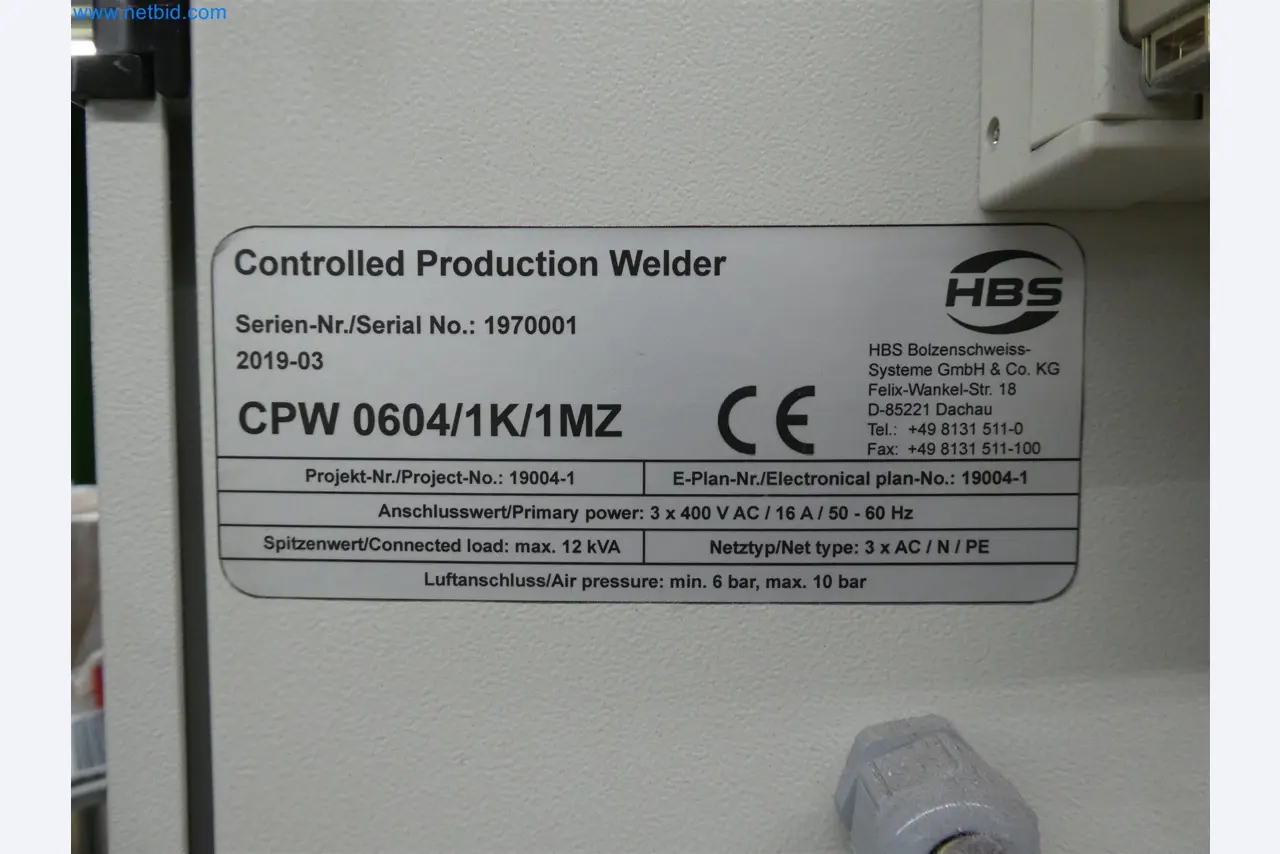 www.netbid.com
Controlled Production Welder
HBS
Serien-Nr./Serial No.: 1970001
2019-03
CPW 0604/1K/1MZ
CE
HBS Bolzenschweiss-
Systeme GmbH & Co. KG
Felix-Wankel-Str. 18
D-85221 Dachau
Tel.: +49 8131 511-0
Fax: +49 8131 511-100
Projekt-Nr./Project-No.: 19004-1
E-Plan-Nr./Electronical plan-No.: 19004-1
Anschlusswert/Primary power: 3 x 400 V AC / 16 A / 50 - 60 Hz
Spitzenwert/Connected load: max. 12 kVA
Netztyp/Net type: 3 x AC / N / PE
Luftanschluss/Air pressure: min. 6 bar, max. 10 bar